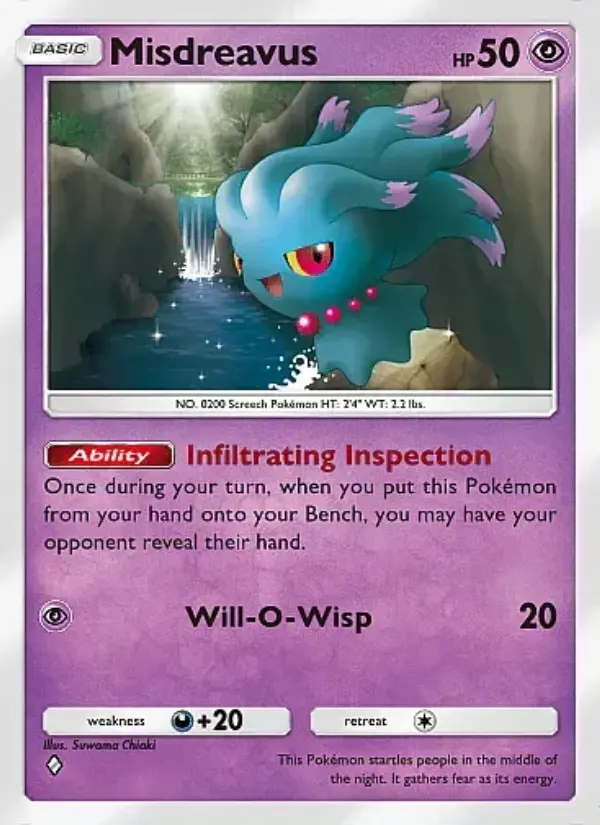 BASIC Misdreavus HP 50
NO. 0200 Screech Pokémon HT: 2'4" WT: 2.2 lbs.
Ability Infiltrating Inspection
Once during your turn, when you put this Pokémon
from your hand onto your Bench, you may have your
opponent reveal their hand.
Will-O-Wisp 20
weakness +20 retreat
Illus. Suwama Chiaki
This Pokémon startles people in the middle of
the night. It gathers fear as its energy.